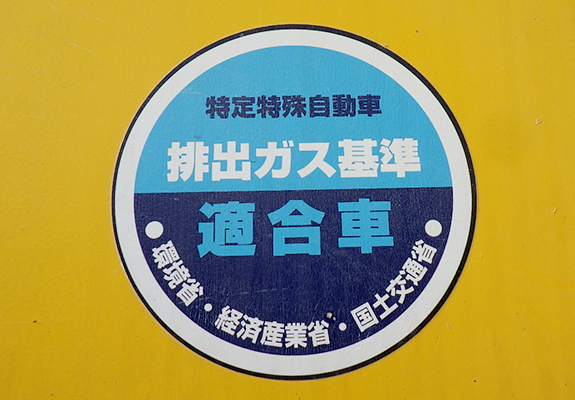 特定特殊自動車
排出ガス基準
適合車
・環境省・経済産業省・国土交通省・